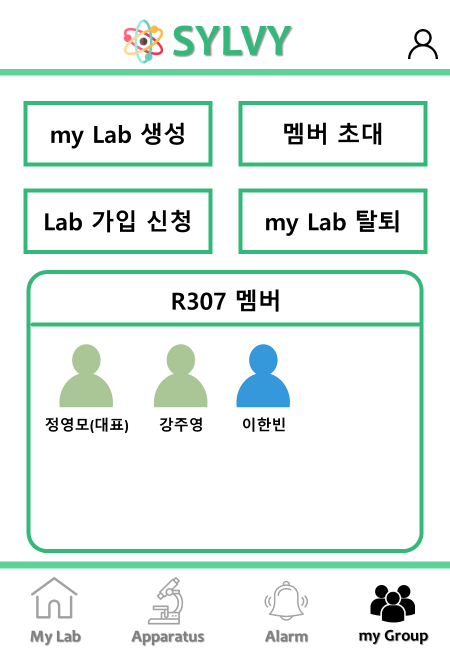 SYLVY
my Lab 생성
멤버 초대
Lab 가입 신청
my Lab 탈퇴
R307 멤버
정영모(대표)
강주영
이한빈
My Lab
Apparatus
Alarm
my Group